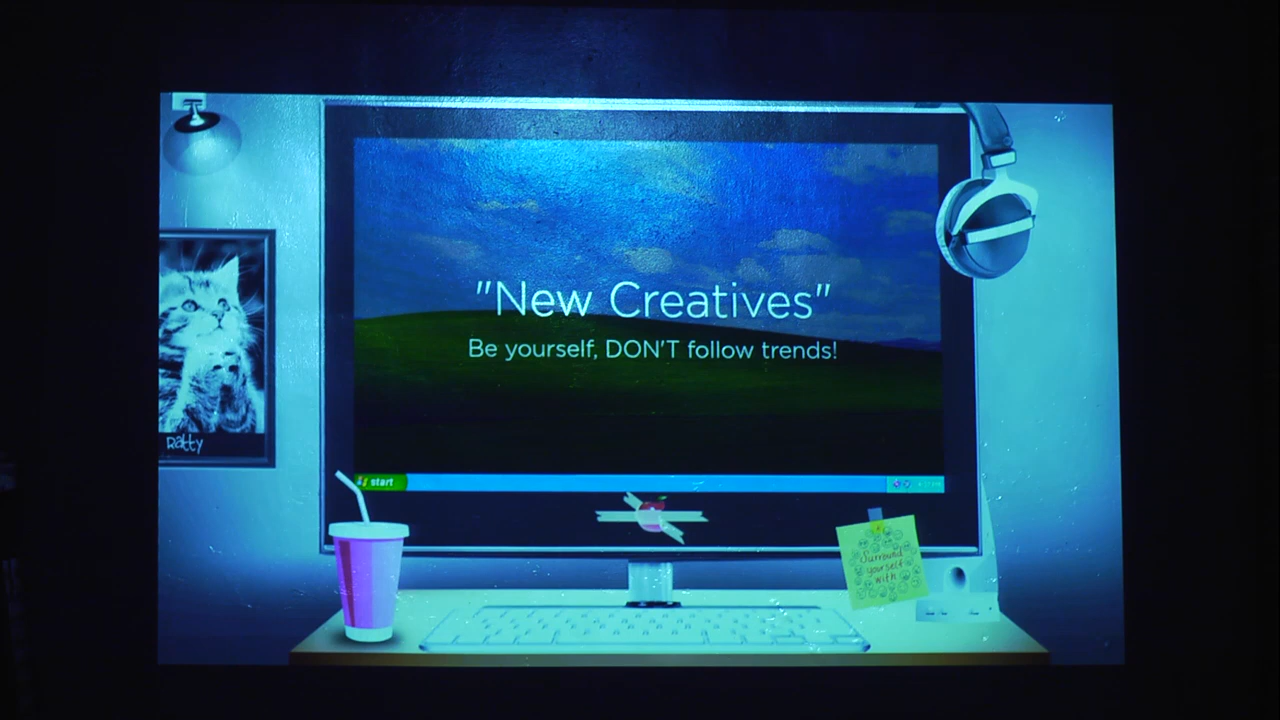 "New Creatives"
Be yourself, DON'T follow trends!
Ratty
start
Surround
yourself
with